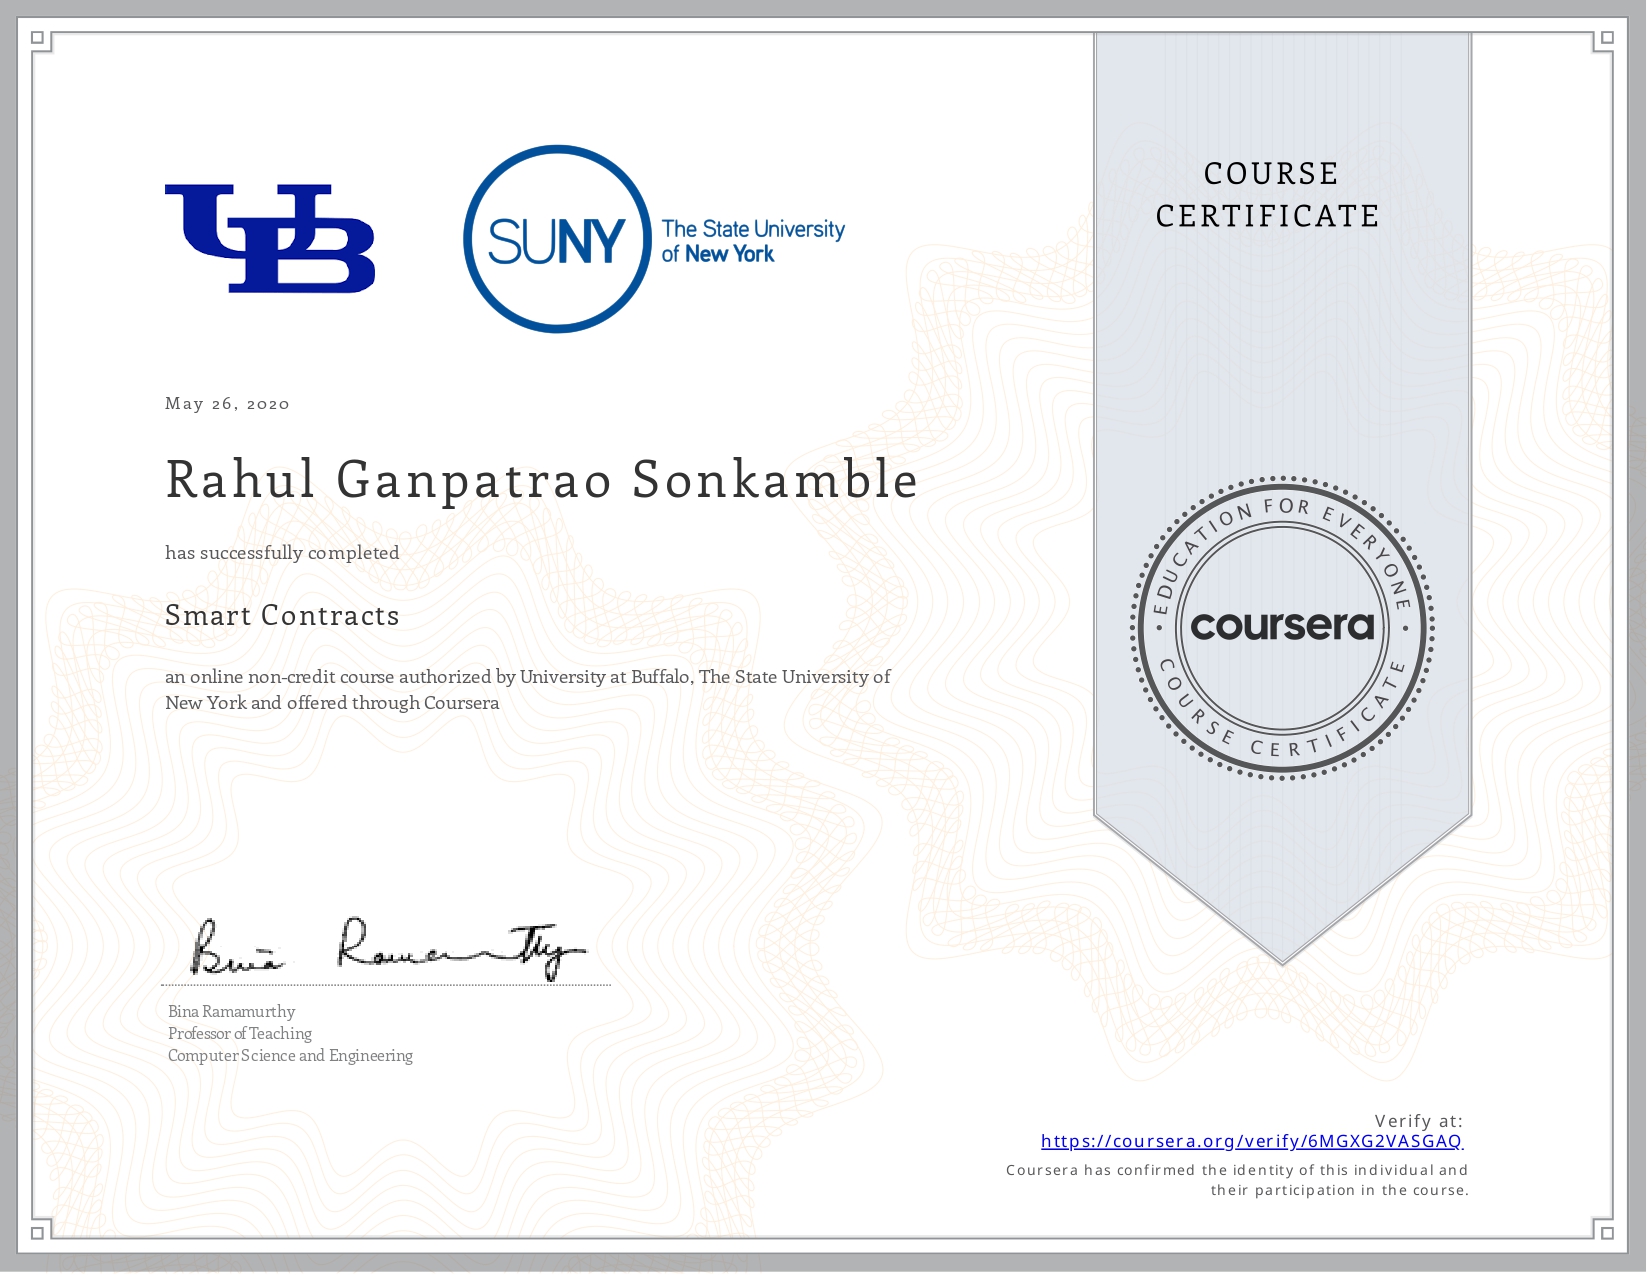 UB
SUNY
The State University
of New York
COURSE
CERTIFICATE
May 26, 2020
Rahul Ganpatrao Sonkamble
has successfully completed
Smart Contracts
an online non-credit course authorized by University at Buffalo, The State University of
New York and offered through Coursera
EDUCATION FOR EVERYONE
coursera
COURSE CERTIFICATE
Bina Ramamurthy
Bina Ramamurthy
Professor of Teaching
Computer Science and Engineering
Verify at:
https://coursera.org/verify/6MGXG2VASGAQ
Coursera has confirmed the identity of this individual and
their participation in the course.